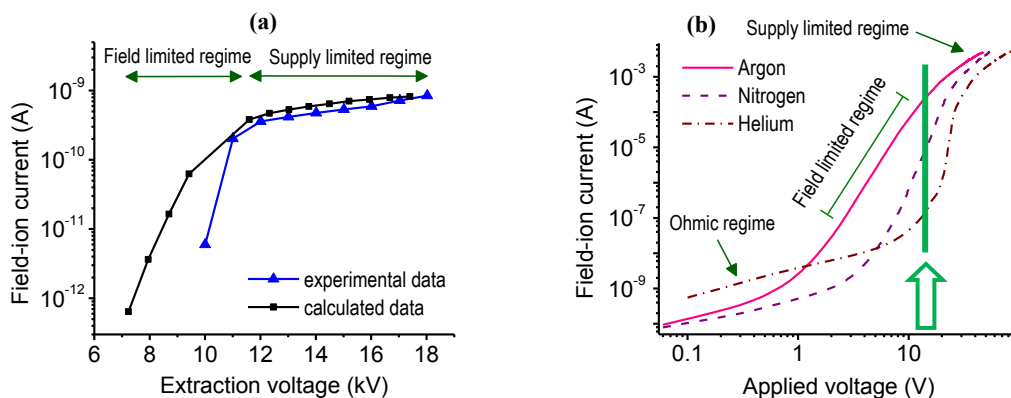 (a)
Field limited regime
Supply limited regime
10⁻⁹
10⁻¹⁰
10⁻¹¹
10⁻¹²
Field-ion current (A)
experimental data
calculated data
6 8 10 12 14 16 18
Extraction voltage (kV)
(b)
Supply limited regime
Argon
Nitrogen
Helium
Field limited regime
Ohmic regime
10⁻³
10⁻⁵
10⁻⁷
10⁻⁹
Field-ion current (A)
0.1 1 10
Applied voltage (V)